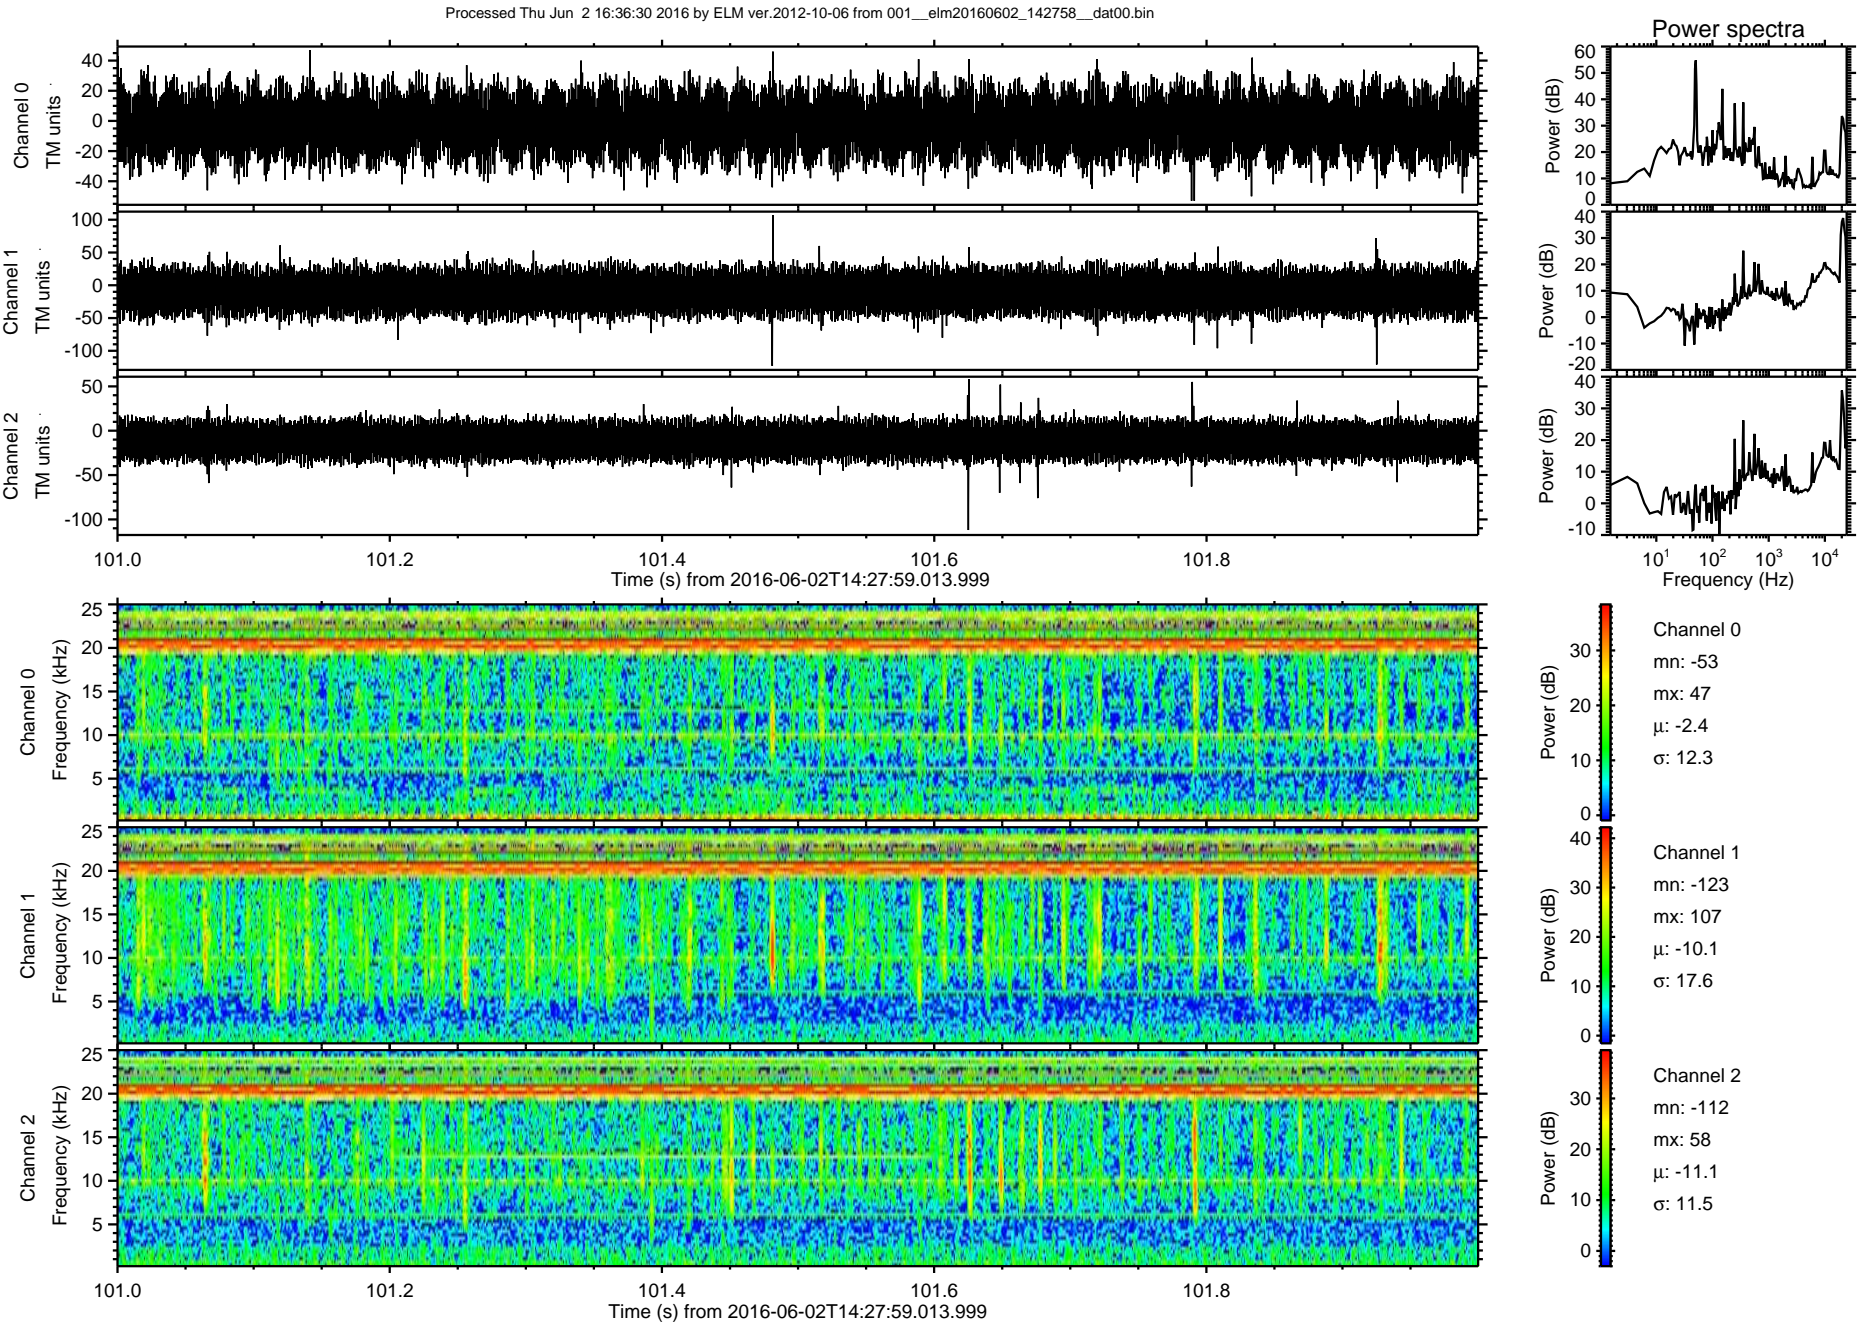 Processed Thu Jun  2 16:36:30 2016 by ELM ver.2012-10-06 from 001__elm20160602_142758__dat00.bin
Power spectra
Channel 0
TM units
40
20
0
-20
-40
Power (dB)
60
50
40
30
20
10
0
Channel 1
TM units
100
50
0
-50
-100
Power (dB)
40
30
20
10
0
-10
-20
Channel 2
TM units
50
0
-50
-100
Power (dB)
40
30
20
10
0
-10
101.0 101.2 101.4 101.6 101.8
Time (s) from 2016-06-02T14:27:59.013.999
10^1 10^2 10^3 10^4
Frequency (Hz)
Channel 0
Frequency (kHz)
25
20
15
10
5
Power (dB)
30
20
10
0
Channel 0
mn: -53
mx: 47
μ: -2.4
σ: 12.3
Channel 1
Frequency (kHz)
25
20
15
10
5
Power (dB)
40
30
20
10
0
Channel 1
mn: -123
mx: 107
μ: -10.1
σ: 17.6
Channel 2
Frequency (kHz)
25
20
15
10
5
Power (dB)
30
20
10
0
Channel 2
mn: -112
mx: 58
μ: -11.1
σ: 11.5
101.0 101.2 101.4 101.6 101.8
Time (s) from 2016-06-02T14:27:59.013.999